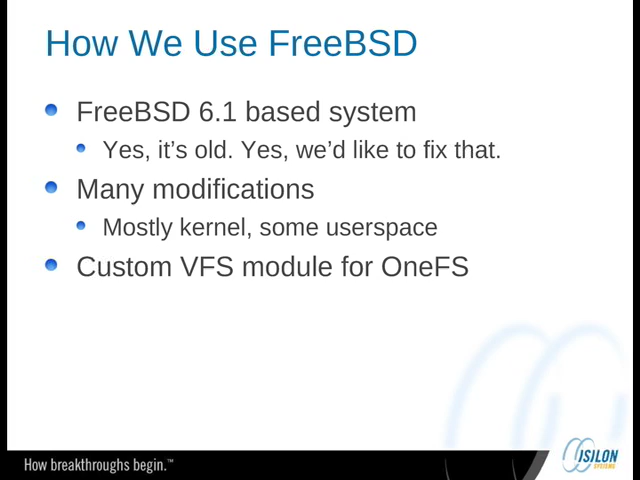 How We Use FreeBSD
FreeBSD 6.1 based system
Yes, it's old. Yes, we'd like to fix that.
Many modifications
Mostly kernel, some userspace
Custom VFS module for OneFS
How breakthroughs begin.™
ISILON
SYSTEMS